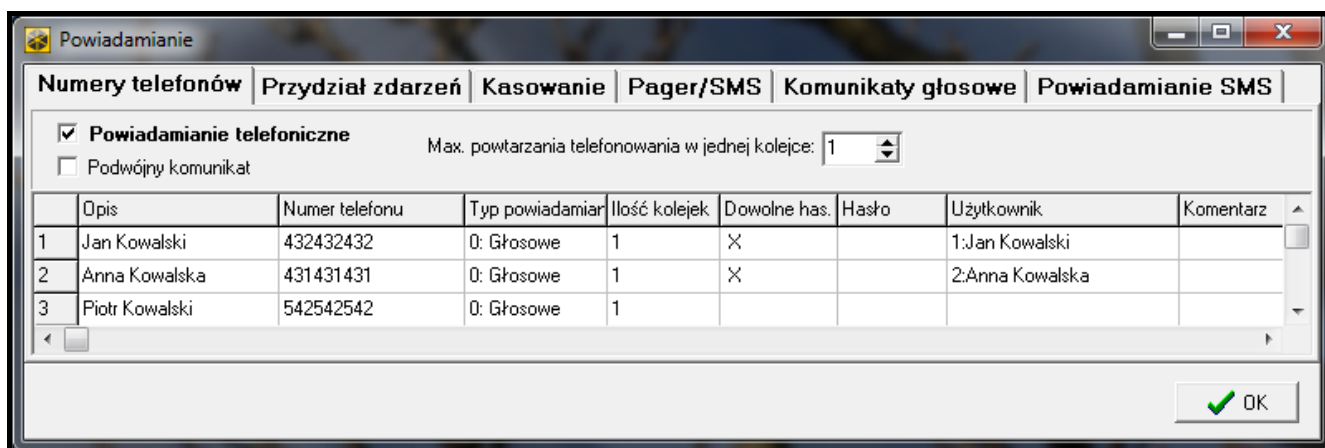 Powiadamianie
Numery telefonów Przydział zdarzeń Kasowanie Pager/SMS Komunikaty głosowe Powiadamianie SMS
Powiadamianie telefoniczne
Max. powtarzania telefonowania w jednej kolejce: 1
Podwójny komunikat
Opis Numer telefonu Typ powiadamiar Ilość kolejek Dowolne has. Hasło Użytkownik Komentarz
1 Jan Kowalski 432432432 0: Głosowe 1 X 1:Jan Kowalski
2 Anna Kowalska 431431431 0: Głosowe 1 X 2:Anna Kowalska
3 Piotr Kowalski 542542542 0: Głosowe 1
OK